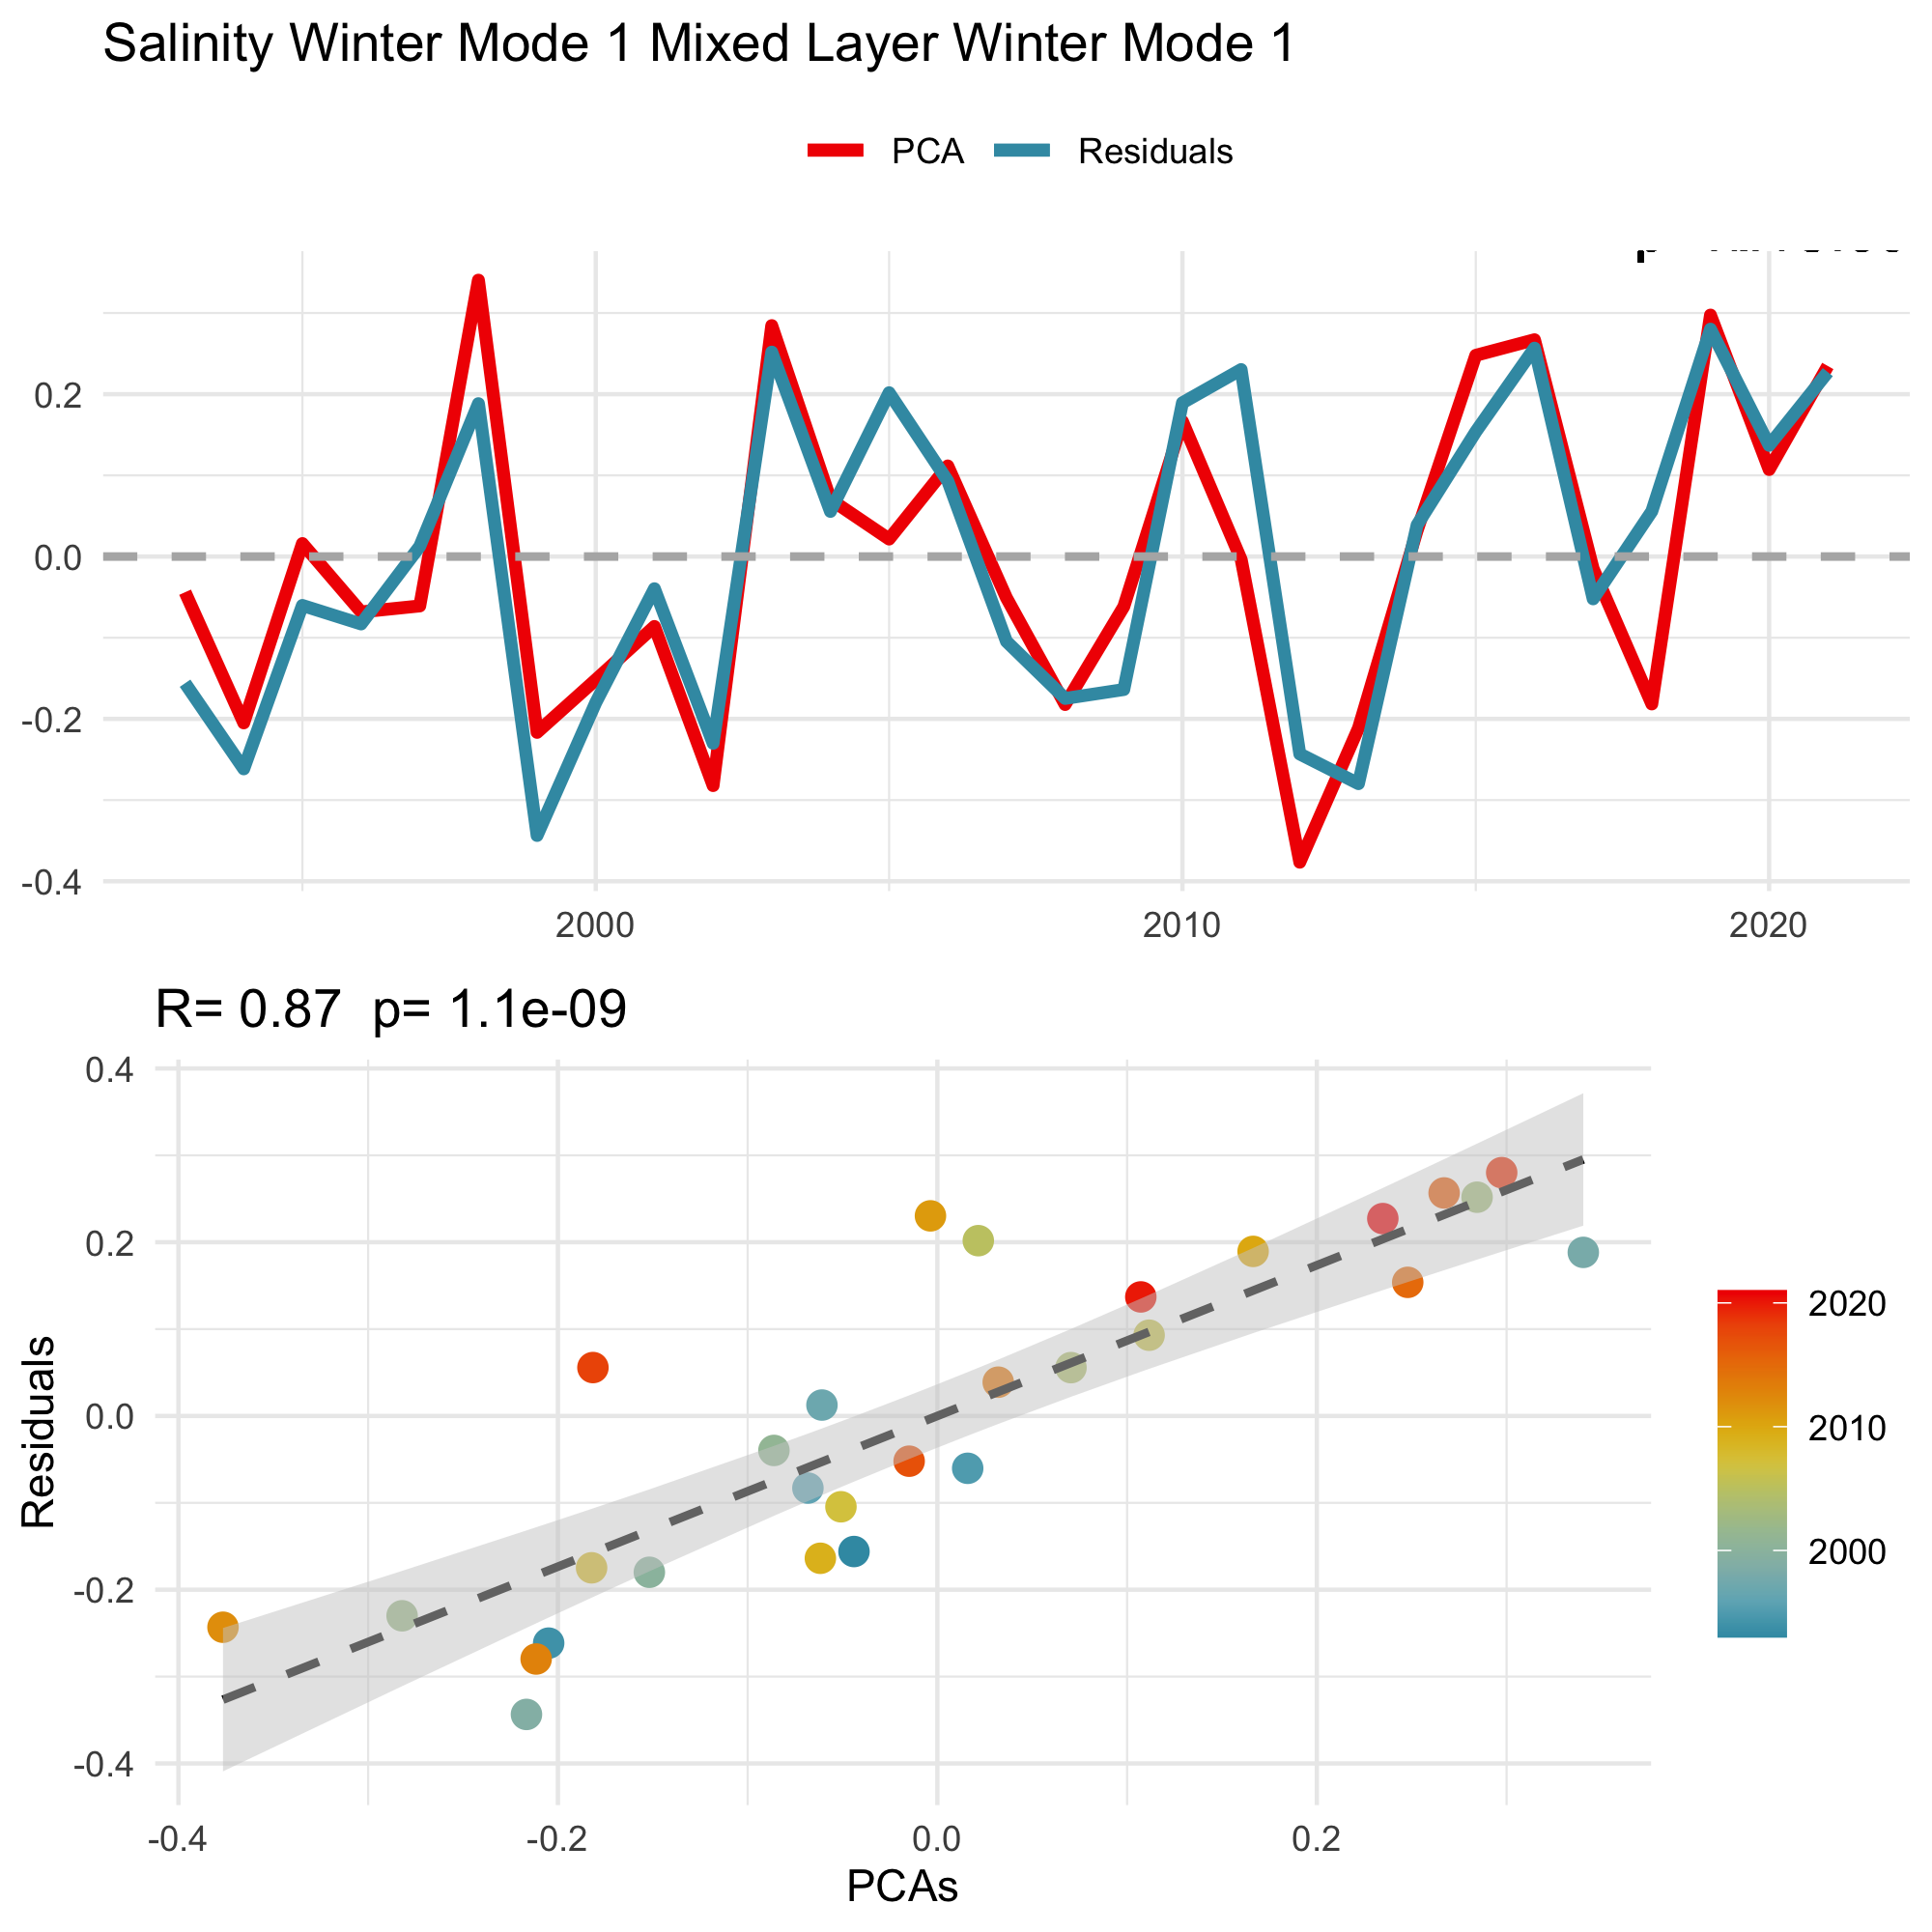 Salinity Winter Mode 1 Mixed Layer Winter Mode 1
PCA Residuals
0.2
0.0
-0.2
-0.4
2000 2010 2020
R= 0.87 p= 1.1e-09
0.4
0.2
0.0
-0.2
-0.4
Residuals
-0.4 -0.2 0.0 0.2
PCAs
2020
2010
2000